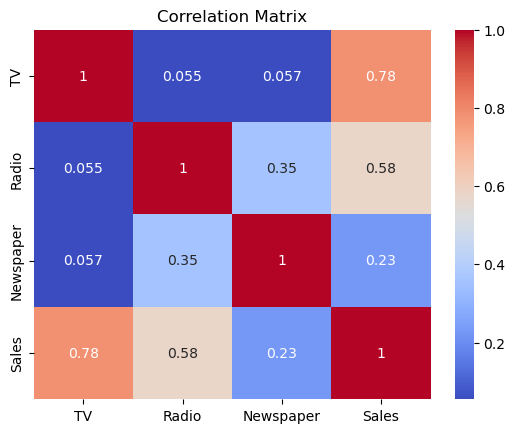 Correlation Matrix
TV 1 0.055 0.057 0.78
Radio 0.055 1 0.35 0.58
Newspaper 0.057 0.35 1 0.23
Sales 0.78 0.58 0.23 1
TV Radio Newspaper Sales
1.0
0.8
0.6
0.4
0.2